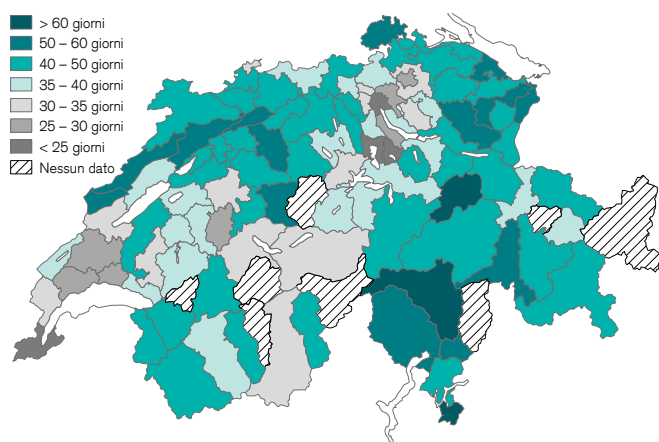 > 60 giorni
50 – 60 giorni
40 – 50 giorni
35 – 40 giorni
30 – 35 giorni
25 – 30 giorni
< 25 giorni
Nessun dato